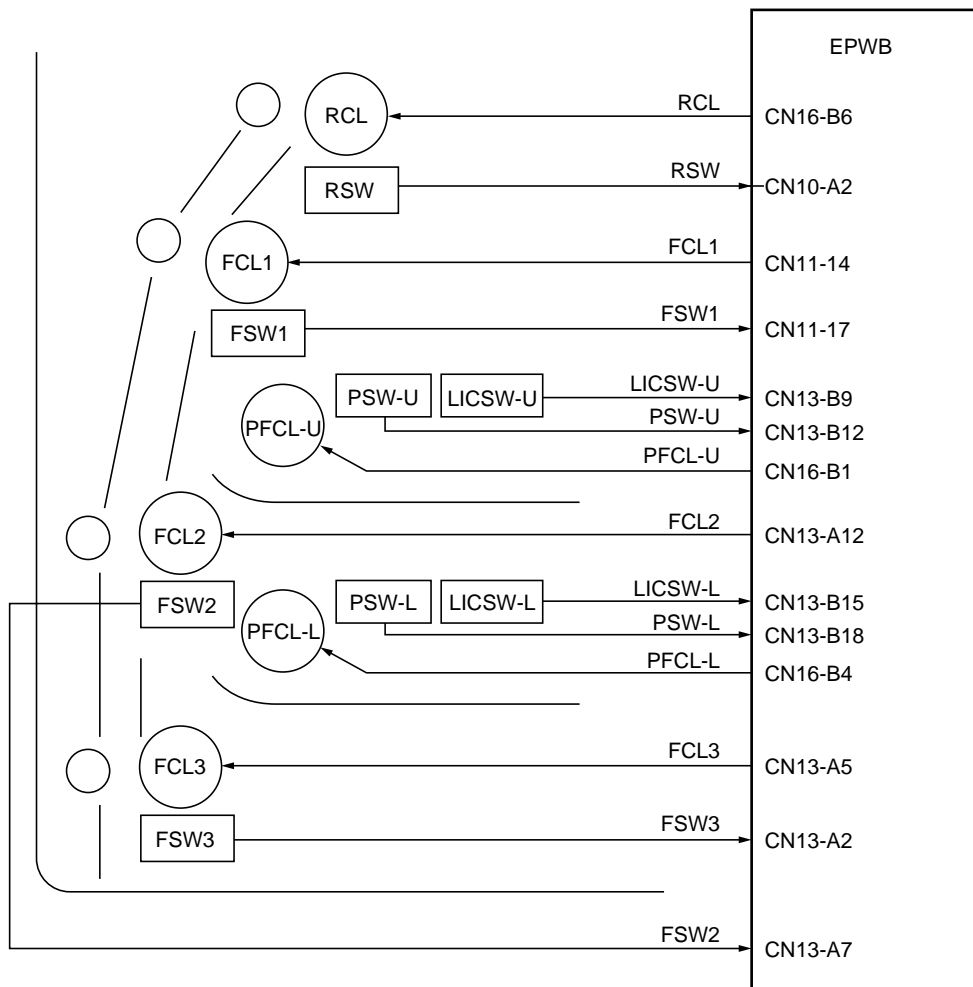 EPWB
RCL
RCL
CN16-B6
RSW
RSW
CN10-A2
FCL1
FCL1
CN11-14
FSW1
FSW1
CN11-17
PSW-U
LICSW-U
LICSW-U
CN13-B9
PSW-U
CN13-B12
PFCL-U
PFCL-U
CN16-B1
FCL2
FCL2
CN13-A12
FSW2
PSW-L
LICSW-L
LICSW-L
CN13-B15
PSW-L
CN13-B18
PFCL-L
PFCL-L
CN16-B4
FCL3
FCL3
CN13-A5
FSW3
FSW3
CN13-A2
FSW2
CN13-A7